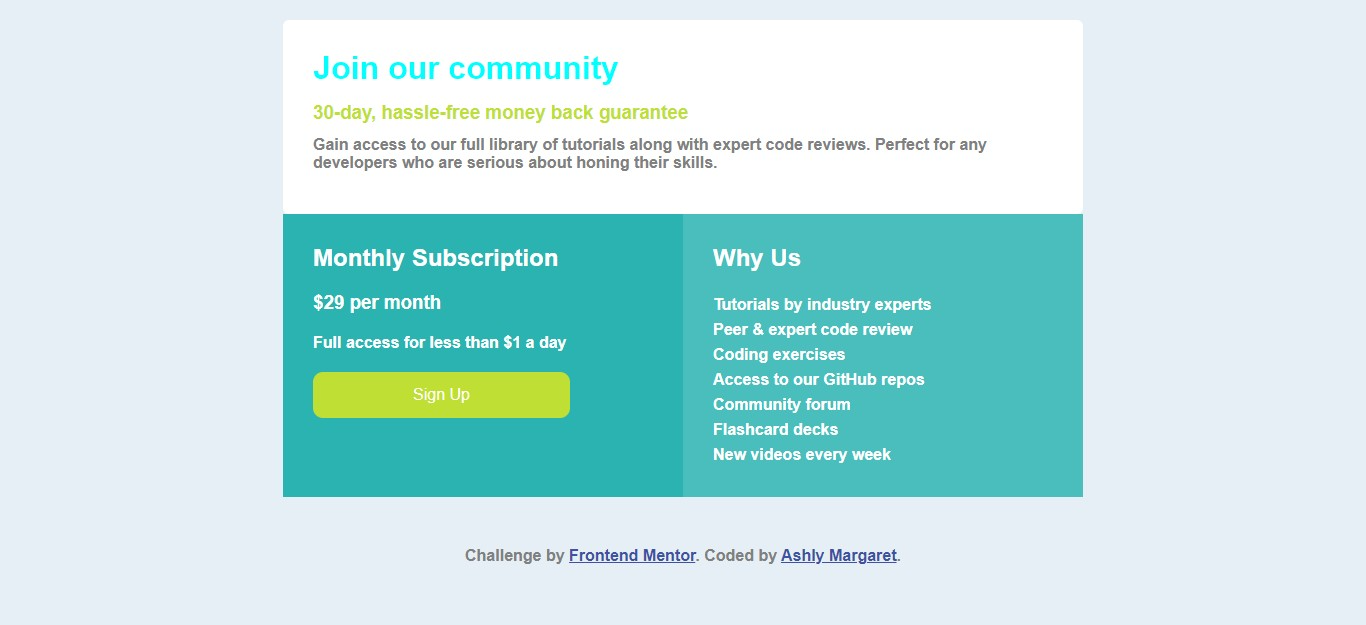 Join our community
30-day, hassle-free money back guarantee
Gain access to our full library of tutorials along with expert code reviews. Perfect for any
developers who are serious about honing their skills.
Monthly Subscription
$29 per month
Full access for less than $1 a day
Sign Up
Why Us
Tutorials by industry experts
Peer & expert code review
Coding exercises
Access to our GitHub repos
Community forum
Flashcard decks
New videos every week
Challenge by Frontend Mentor. Coded by Ashly Margaret.